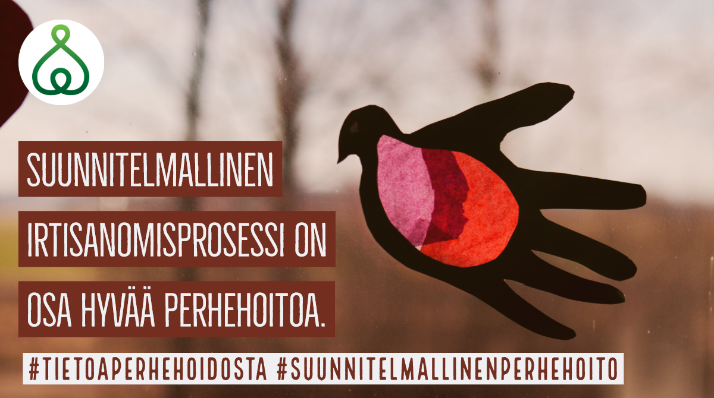 SUUNNITELMALLINEN
IRTISANOMISPROSESSI ON
OSA HYVÄÄ PERHEHOITOA.
#TIETOAPERHEHOIDOSTA #SUUNNITELMALLINENPERHEHOITO